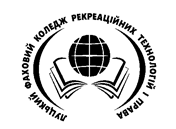 ЛУЦЬКИЙ ФАХОВИЙ КОЛЕДЖ РЕКРЕАЦІЙНИХ ТЕХНОЛОГІЙ І ПРАВА